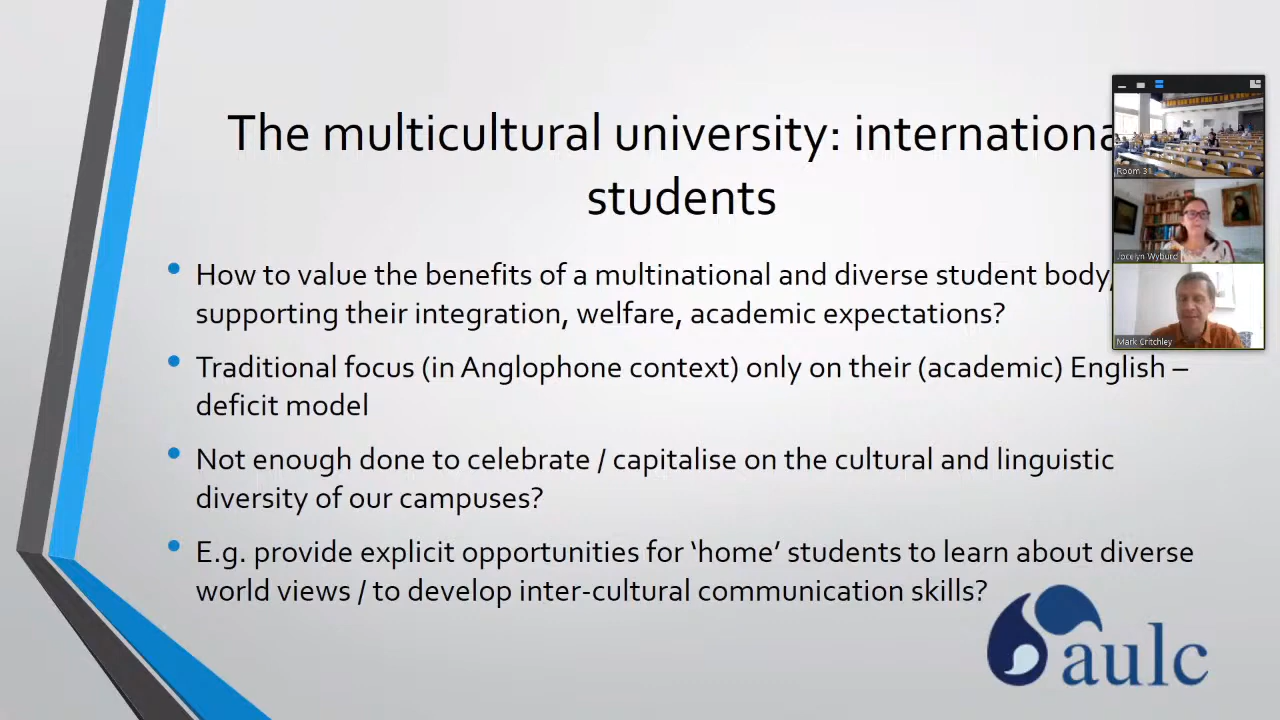 The multicultural university: internationa
students
How to value the benefits of a multinational and diverse student body,
supporting their integration, welfare, academic expectations?
Traditional focus (in Anglophone context) only on their (academic) English –
deficit model
Not enough done to celebrate / capitalise on the cultural and linguistic
diversity of our campuses?
E.g. provide explicit opportunities for ‘home’ students to learn about diverse
world views / to develop inter-cultural communication skills?
Room 31
Jocelyn Wyburd
Mark Critchley
aulc